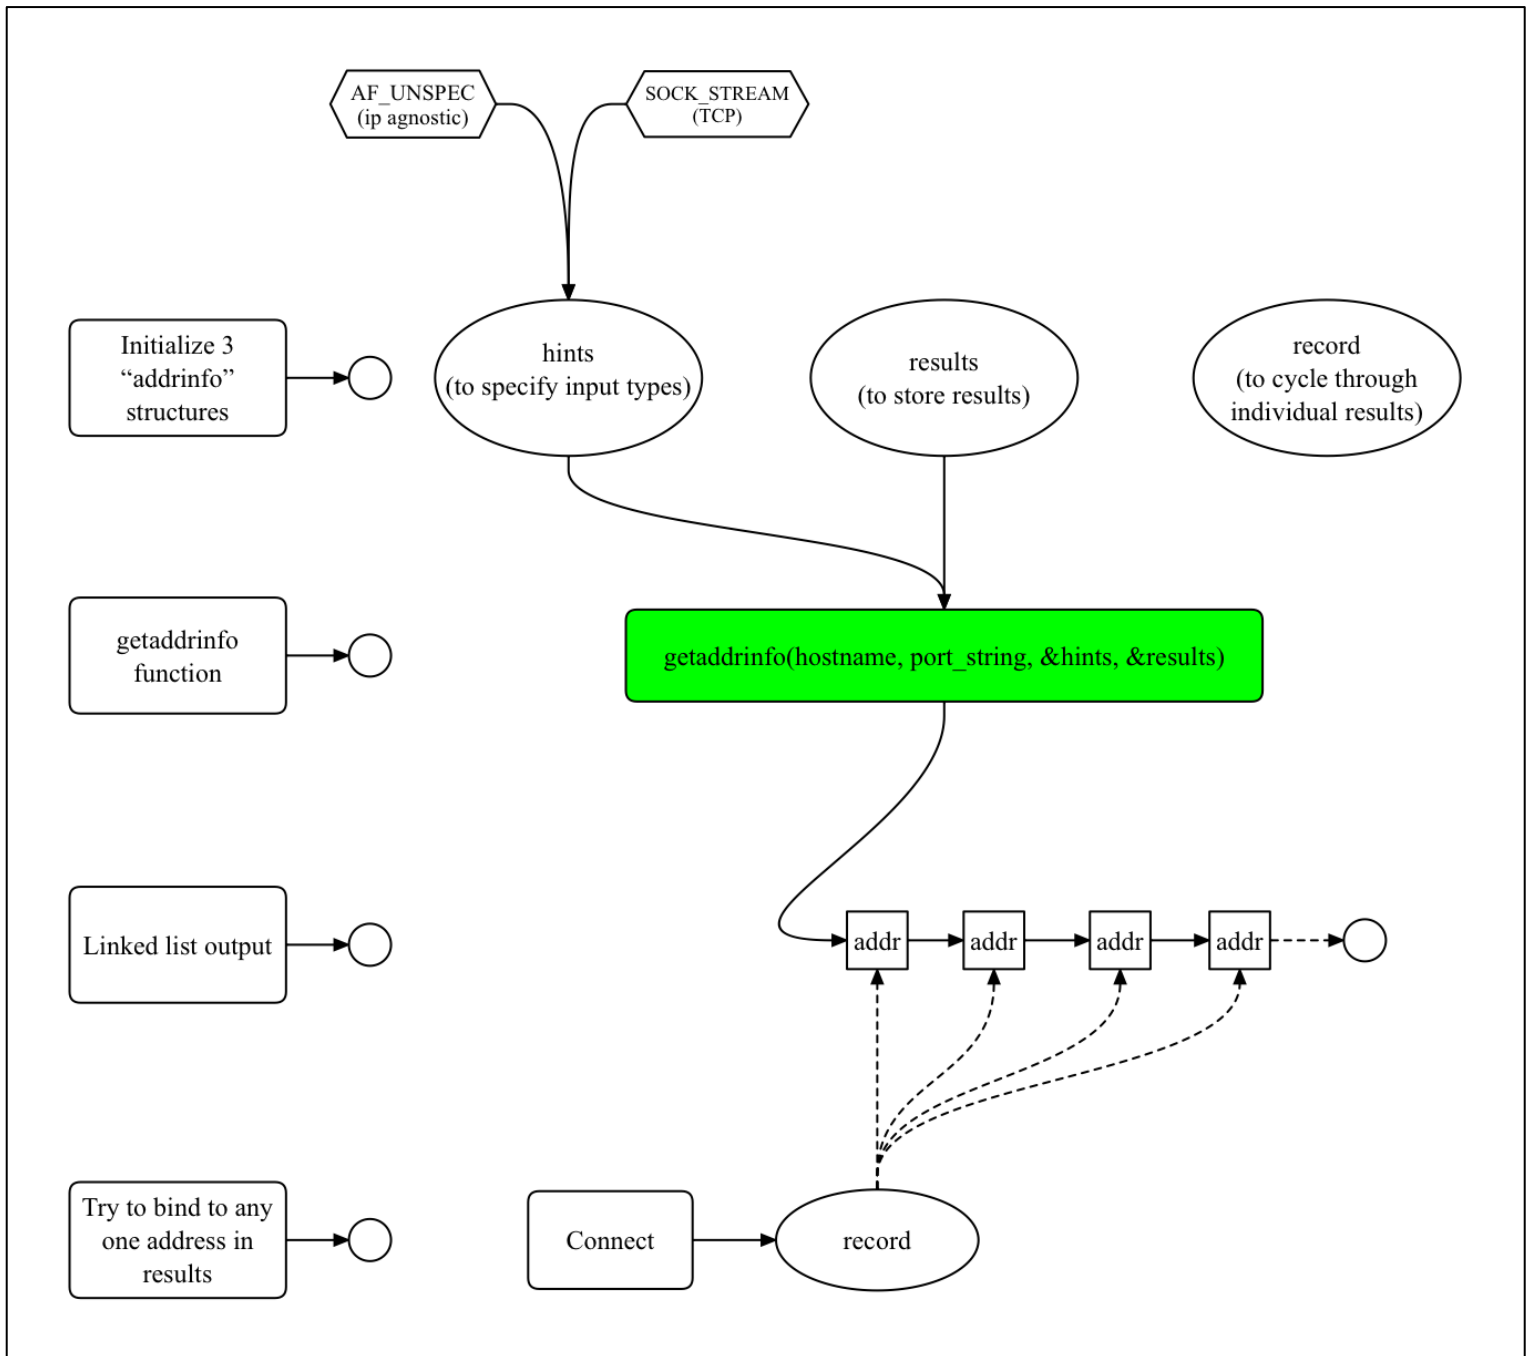 AF_UNSPEC
(ip agnostic)
SOCK_STREAM
(TCP)
Initialize 3
“addrinfo”
structures
hints
(to specify input types)
results
(to store results)
record
(to cycle through
individual results)
getaddrinfo
function
getaddrinfo(hostname, port_string, &hints, &results)
Linked list output
addr
addr
addr
addr
Try to bind to any
one address in
results
Connect
record